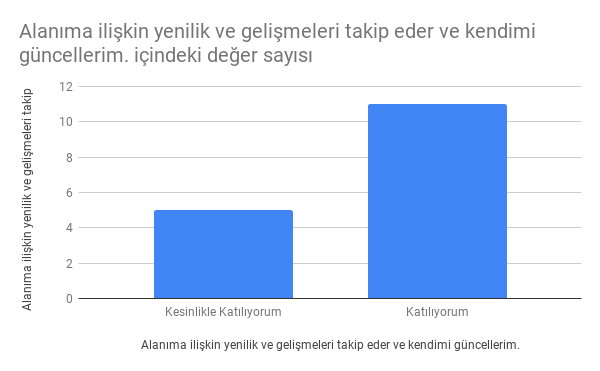 Alanıma ilişkin yenilik ve gelişmeleri takip eder ve kendimi
güncellerim. içindeki değer sayısı
Alanıma ilişkin yenilik ve gelişmeleri takip
12
10
8
6
4
2
0
Kesinlikle Katılıyorum
Katılıyorum
Alanıma ilişkin yenilik ve gelişmeleri takip eder ve kendimi güncellerim.